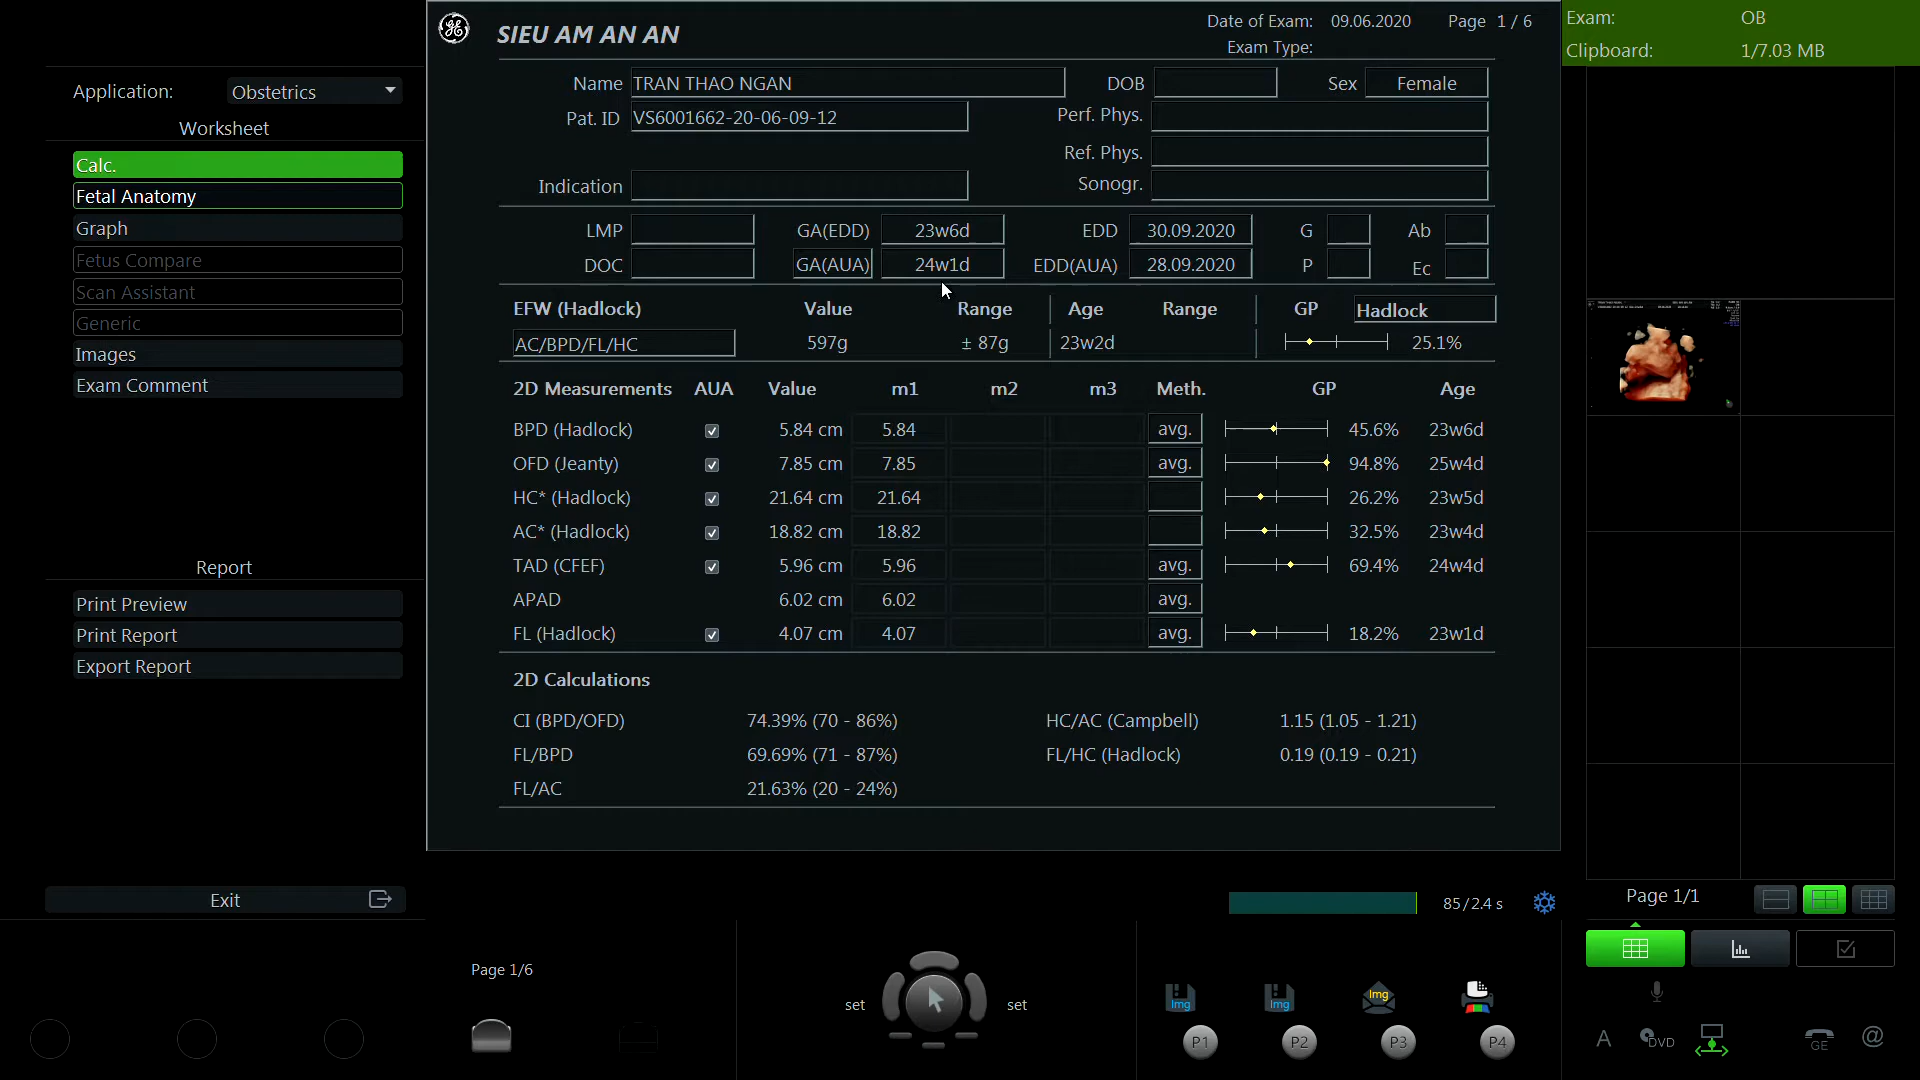 SIEU AM AN AN
Date of Exam: 09.06.2020 Page 1 / 6
Exam Type:
Exam: OB
Clipboard: 1/7.03 MB
Application: Obstetrics
Worksheet
Calc.
Fetal Anatomy
Graph
Fetus Compare
Scan Assistant
Generic
Images
Exam Comment
Report
Print Preview
Print Report
Export Report
Exit
Name TRAN THAO NGAN DOB Sex Female
Pat. ID VS6001662-20-06-09-12 Perf. Phys.
Ref. Phys.
Indication Sonogr.
LMP GA(EDD) 23w6d EDD 30.09.2020 G Ab
DOC GA(AUA) 24w1d EDD(AUA) 28.09.2020 P Ec
EFW (Hadlock) Value Range Age Range GP Hadlock
AC/BPD/FL/HC 597g ± 87g 23w2d 25.1%
2D Measurements AUA Value m1 m2 m3 Meth. GP Age
BPD (Hadlock) 5.84 cm 5.84 avg. 45.6% 23w6d
OFD (Jeanty) 7.85 cm 7.85 avg. 94.8% 25w4d
HC* (Hadlock) 21.64 cm 21.64 26.2% 23w5d
AC* (Hadlock) 18.82 cm 18.82 32.5% 23w4d
TAD (CFEF) 5.96 cm 5.96 avg. 69.4% 24w4d
APAD 6.02 cm 6.02 avg.
FL (Hadlock) 4.07 cm 4.07 avg. 18.2% 23w1d
2D Calculations
CI (BPD/OFD) 74.39% (70 - 86%) HC/AC (Campbell) 1.15 (1.05 - 1.21)
FL/BPD 69.69% (71 - 87%) FL/HC (Hadlock) 0.19 (0.19 - 0.21)
FL/AC 21.63% (20 - 24%)
85/2.4 s
Page 1/1
Page 1/6
set set
Img Img Img
P1 P2 P3 P4
A DVD GE @